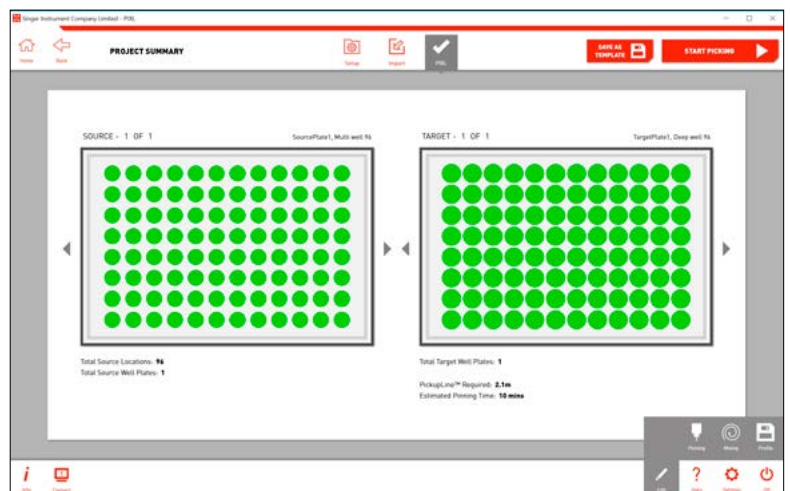 Singer Instrument Company Limited - PIXL
Home
Back
PROJECT SUMMARY
Setup
Import
PIXL
SAVE AS
TEMPLATE
START PICKING
SOURCE - 1 OF 1
SourcePlate1, Multi well 96
TARGET - 1 OF 1
TargetPlate1, Deep well 96
Total Source Locations: 96
Total Source Well Plates: 1
Total Target Well Plates: 1
PickupLine™ Required: 2.1m
Estimated Pinning Time: 10 mins
Pinning
Mixing
Profile
i
Info
Connect
Edit
?
Help
Settings
Off